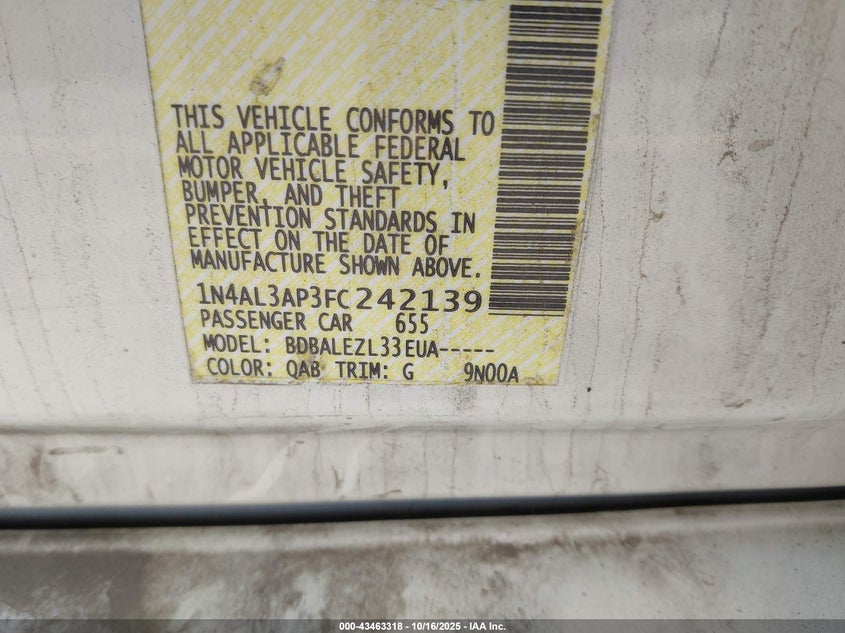 THIS VEHICLE CONFORMS TO
ALL APPLICABLE FEDERAL
MOTOR VEHICLE SAFETY,
BUMPER, AND THEFT
PREVENTION STANDARDS IN
EFFECT ON THE DATE OF
MANUFACTURE SHOWN ABOVE.
1N4AL3AP3FC242139
PASSENGER CAR 655
MODEL: BDBALEZL33EUA-----
COLOR: QAB TRIM: G 9N00A
000-43463318 - 10/16/2025 - IAA Inc.